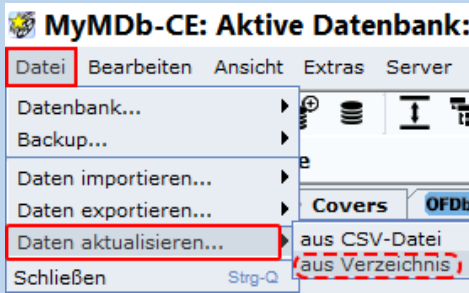 MyMDb-CE: Aktive Datenbank:
Datei Bearbeiten Ansicht Extras Server
Datenbank...
Backup...
Daten importieren...
Daten exportieren...
Covers OFDb
Daten aktualisieren...
aus CSV-Datei
aus Verzeichnis
Schließen Strg-Q